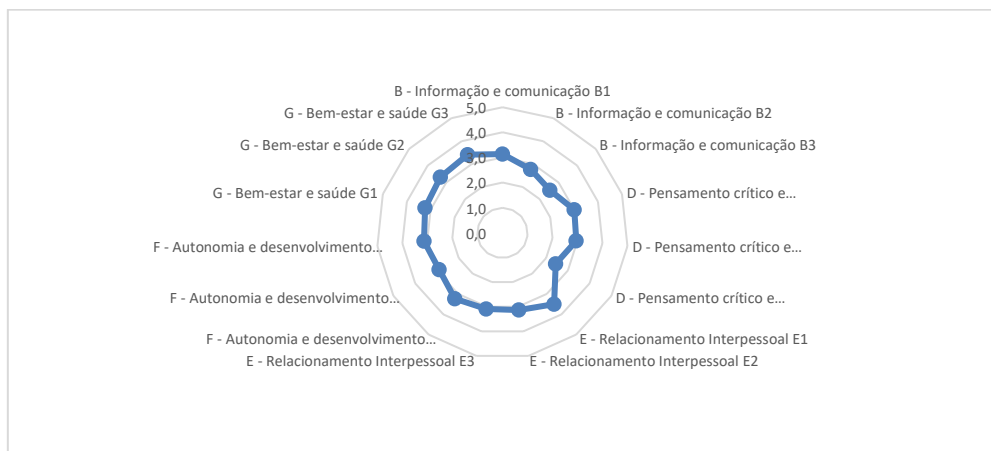 B - Informação e comunicação B1
5,0
4,0
3,0
2,0
1,0
0,0
B - Informação e comunicação B2
B - Informação e comunicação B3
D - Pensamento crítico e...
D - Pensamento crítico e...
D - Pensamento crítico e...
E - Relacionamento Interpessoal E1
E - Relacionamento Interpessoal E2
E - Relacionamento Interpessoal E3
F - Autonomia e desenvolvimento...
F - Autonomia e desenvolvimento...
F - Autonomia e desenvolvimento...
G - Bem-estar e saúde G1
G - Bem-estar e saúde G2
G - Bem-estar e saúde G3